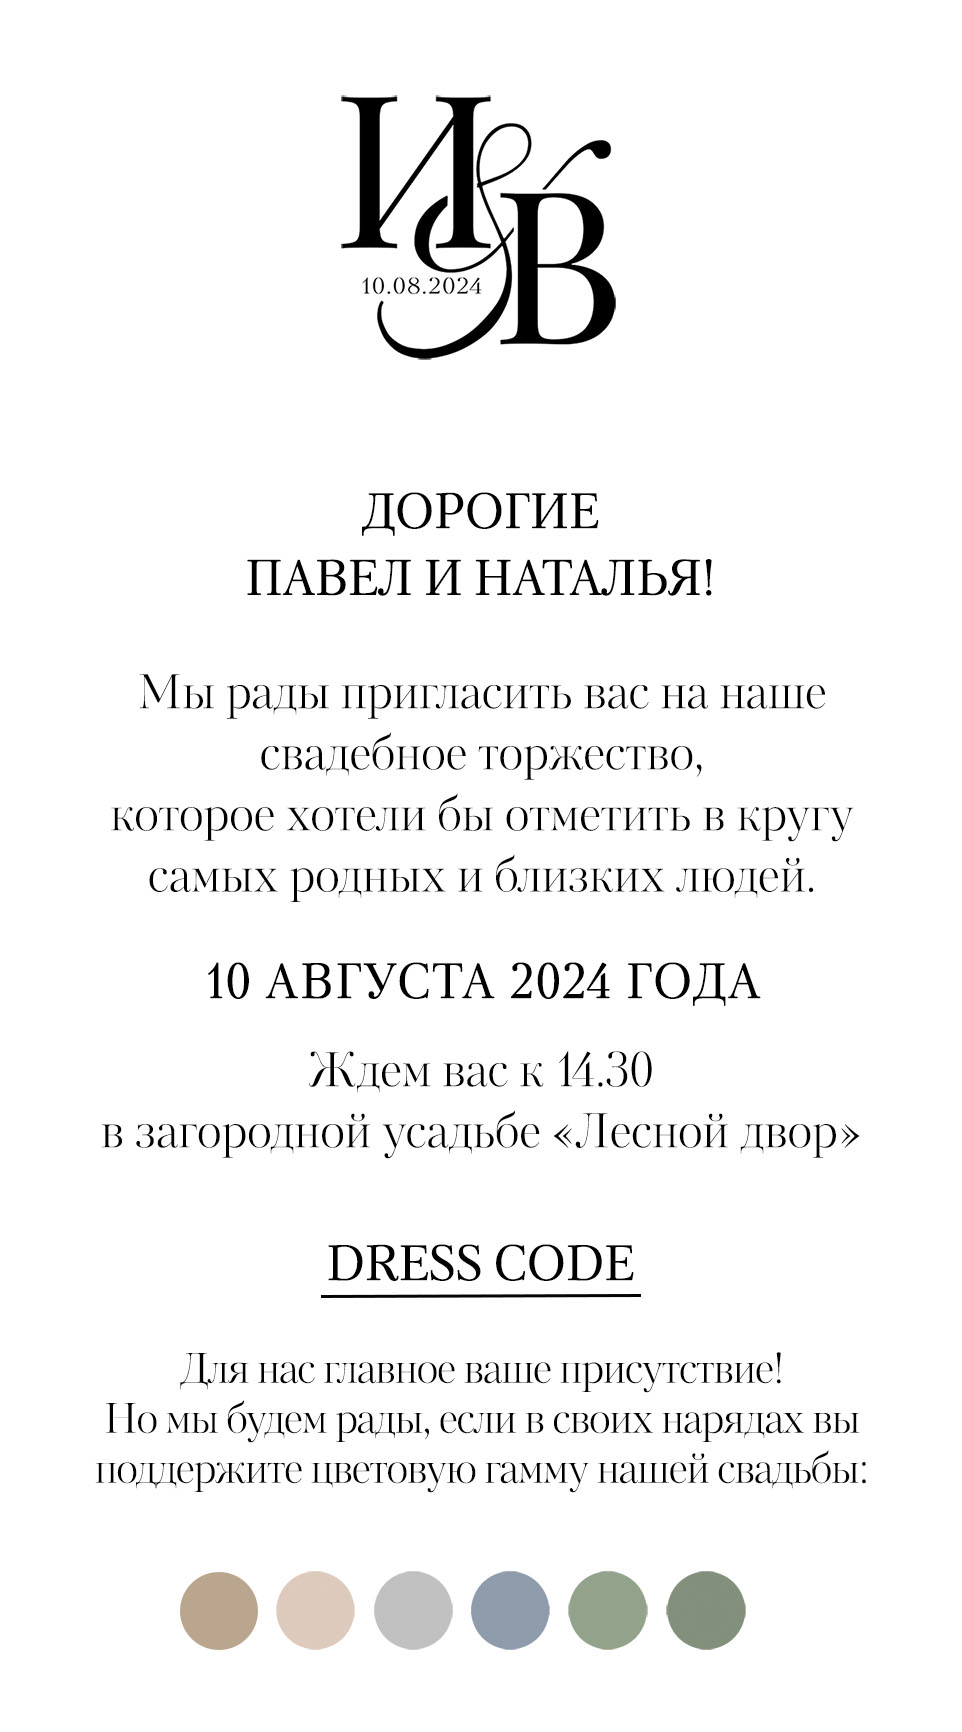 И&В
10.08.2024
ДОРОГИЕ
ПАВЕЛ И НАТАЛЬЯ!
Мы рады пригласить вас на наше
свадебное торжество,
которое хотели бы отметить в кругу
самых родных и близких людей.
10 АВГУСТА 2024 ГОДА
Ждем вас к 14.30
в загородной усадьбе «Лесной двор»
DRESS CODE
Для нас главное ваше присутствие!
Но мы будем рады, если в своих нарядах вы
поддержите цветовую гамму нашей свадьбы: